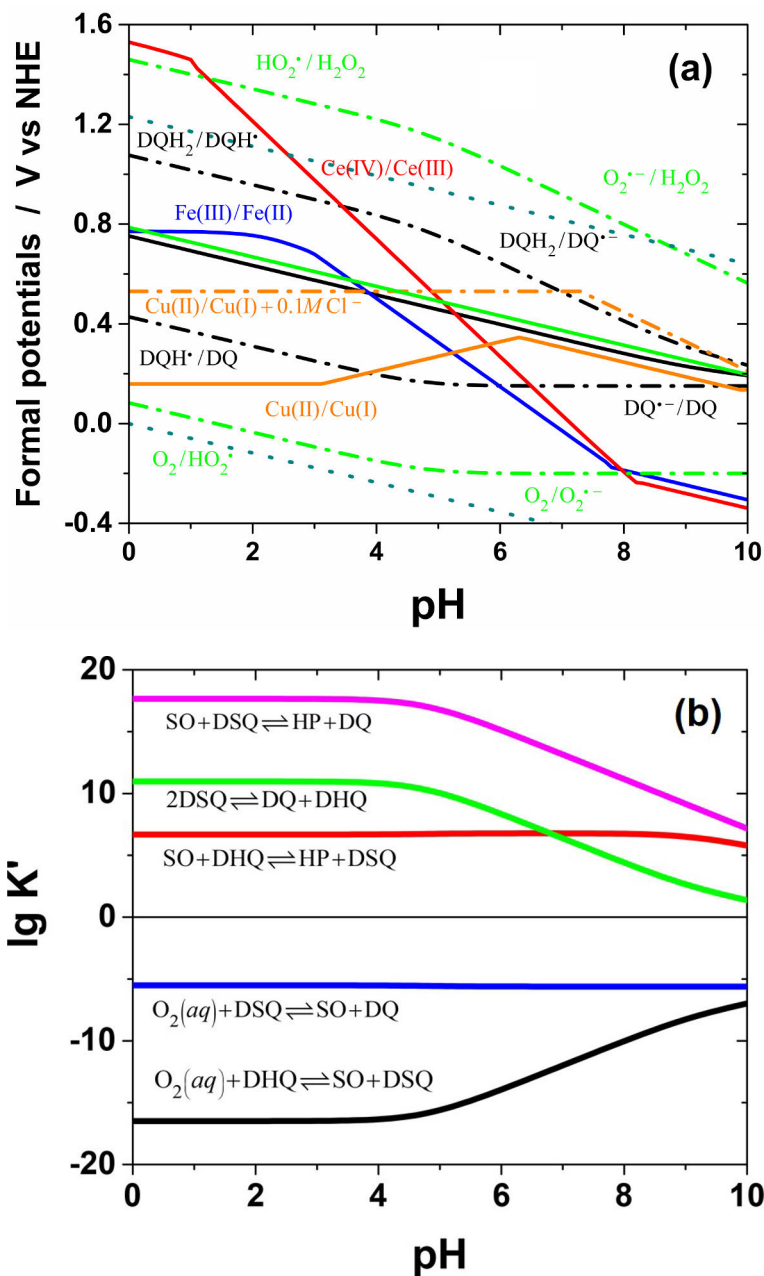 (a)
1.6
1.2
0.8
0.4
0.0
-0.4
Formal potentials / V vs NHE
HO₂•/H₂O₂
DQH₂/DQH•
Ce(IV)/Ce(III)
O₂•−/H₂O₂
Fe(III)/Fe(II)
DQH₂/DQ•−
Cu(II)/Cu(I)+0.1M Cl−
DQH•/DQ
Cu(II)/Cu(I)
DQ•−/DQ
O₂/HO₂•
O₂/O₂•−
0 2 4 6 8 10
pH
(b)
20
10
0
-10
-20
lg K'
SO+DSQ⇌HP+DQ
2DSQ⇌DQ+DHQ
SO+DHQ⇌HP+DSQ
O₂(aq)+DSQ⇌SO+DQ
O₂(aq)+DHQ⇌SO+DSQ
0 2 4 6 8 10
pH